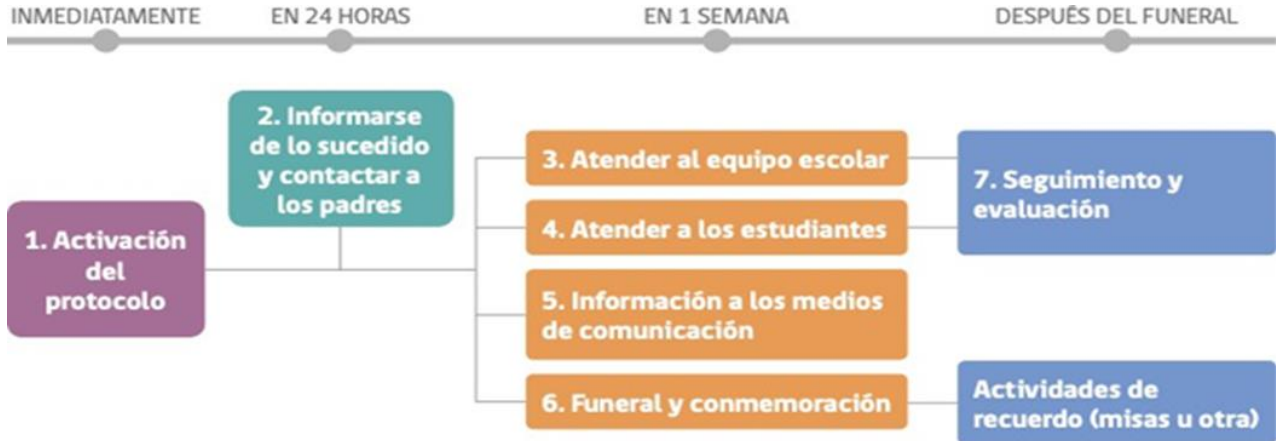 INMEDIATAMENTE
EN 24 HORAS
EN 1 SEMANA
DESPUÉS DEL FUNERAL
1. Activación
del
protocolo
2. Informarse
de lo sucedido
y contactar a
los padres
3. Atender al equipo escolar
4. Atender a los estudiantes
5. Información a los medios
de comunicación
6. Funeral y conmemoración
7. Seguimiento y
evaluación
Actividades de
recuerdo (misas u otra)